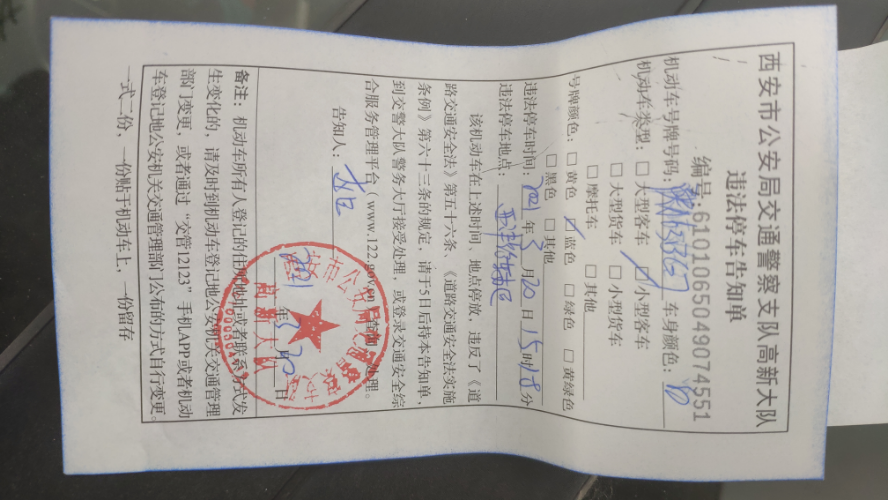 西安市公安局交通警察支队高新大队
违法停车告知单
编号:6101065049074551
机动车号牌号码: 车身颜色:白
机动车类型:□大型客车 ☑小型客车
□大型货车 □小型货车
□摩托车 □其他
号牌颜色:□黄色 ☑蓝色 □绿色 □黄绿色
□黑色 □其他
违法停车时间:2021年3月20日15时18分
违法停车地点:
该机动车在上述时间、地点停放,违反了《道
路交通安全法》第五十六条、《道路交通安全法实施
条例》第六十三条的规定,请于5日后持本告知单,
到交警大队警务大厅接受处理,或登录交通安全综
合服务管理平台(www.122.gov.cn)查询、处理。
告知人:
2021年3月20日
备注:机动车所有人登记的住所地址或者联系方式发
生变化的,请及时到机动车登记地公安机关交通管理
部门变更,或者通过“交管12123”手机APP或者机动
车登记地公安机关交通管理部门公布的方式自行变更。
一式二份,一份贴于机动车上,一份留存